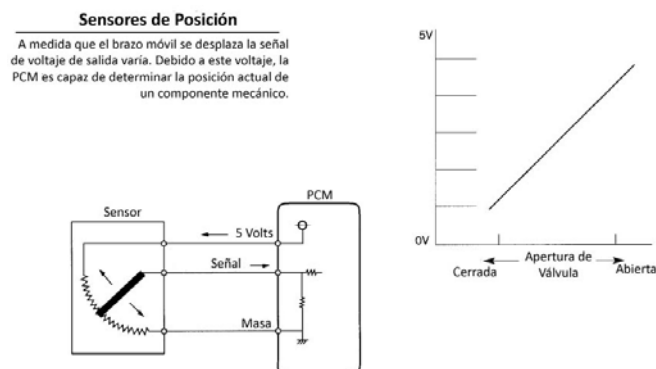 Sensores de Posición
A medida que el brazo móvil se desplaza la señal
de voltaje de salida varía. Debido a este voltaje, la
PCM es capaz de determinar la posición actual de
un componente mecánico.
5V
0V
Cerrada
Apertura de
Válvula
Abierta
PCM
Sensor
5 Volts
Señal
Masa